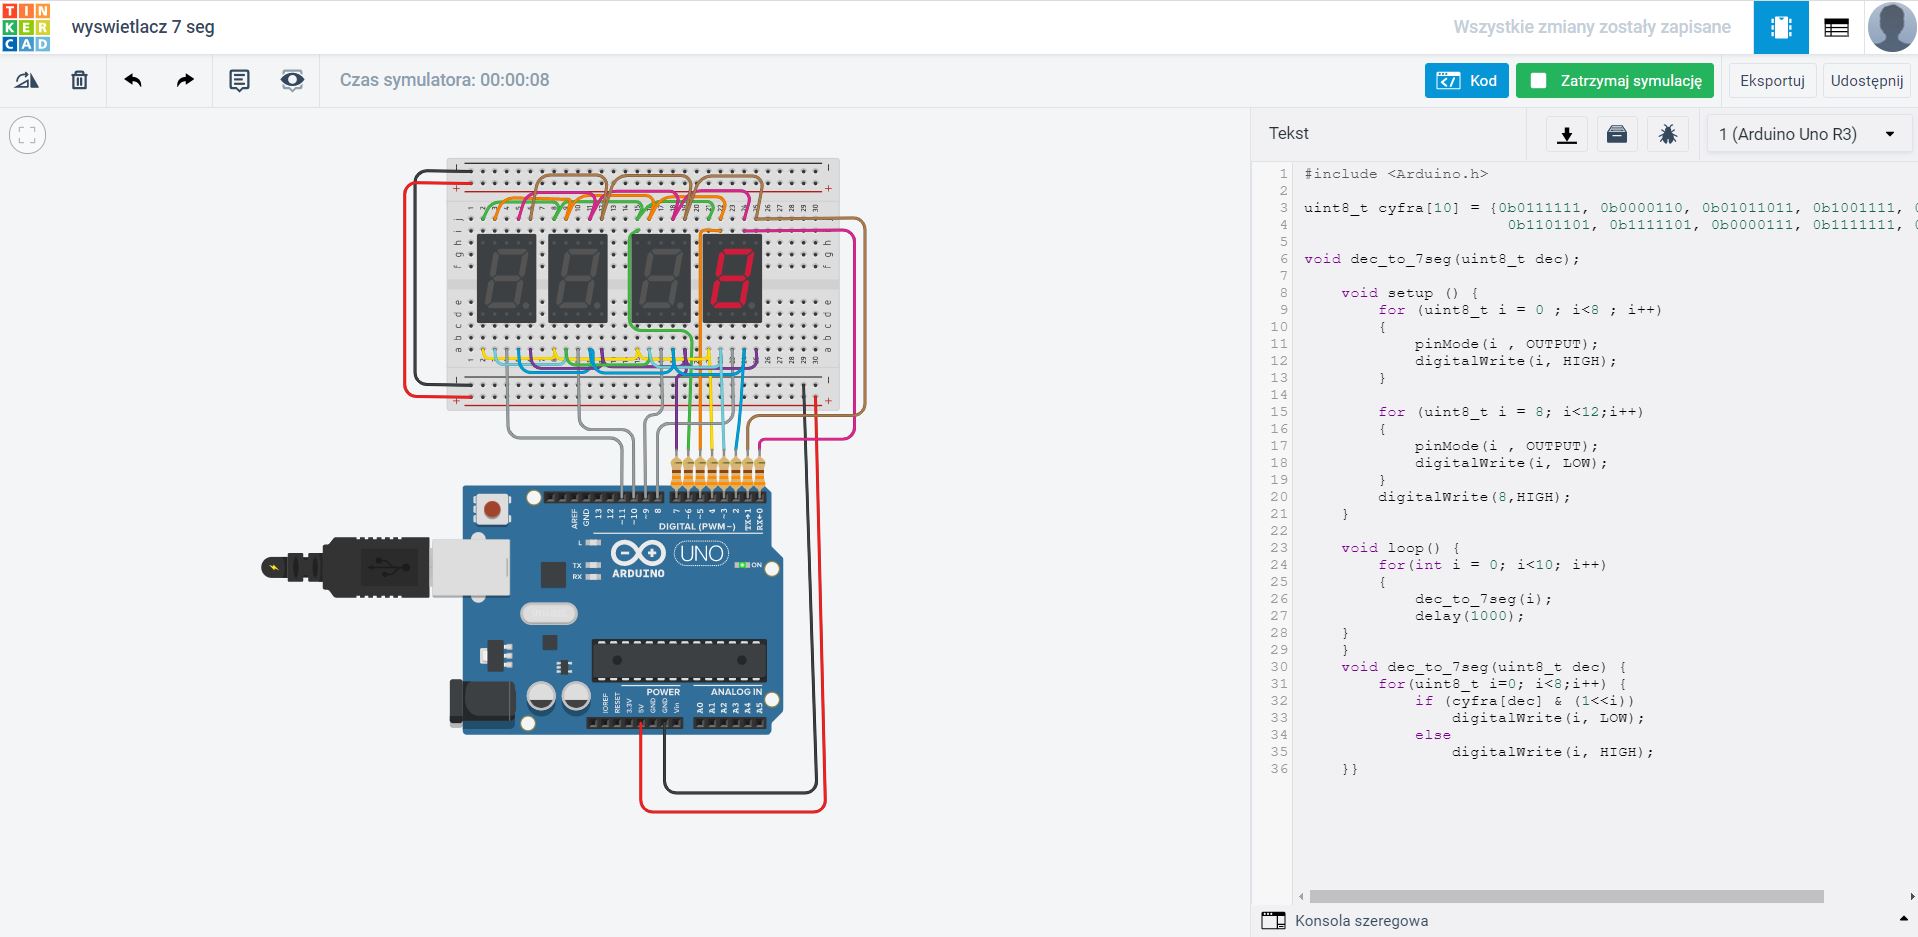 TINKERCAD
wyswietlacz 7 seg
Wszystkie zmiany zostały zapisane
Czas symulatora: 00:00:08
Kod
Zatrzymaj symulację
Eksportuj
Udostępnij
Tekst
1 (Arduino Uno R3)
1 #include <Arduino.h>
2
3 uint8_t cyfra[10] = {0b0111111, 0b0000110, 0b01011011, 0b1001111,
4 0b1101101, 0b1111101, 0b0000111, 0b1111111,
5
6 void dec_to_7seg(uint8_t dec);
7
8 void setup () {
9 for (uint8_t i = 0 ; i<8 ; i++)
10 {
11 pinMode(i , OUTPUT);
12 digitalWrite(i, HIGH);
13 }
14
15 for (uint8_t i = 8; i<12;i++)
16 {
17 pinMode(i , OUTPUT);
18 digitalWrite(i, LOW);
19 }
20 digitalWrite(8,HIGH);
21 }
22
23 void loop() {
24 for(int i = 0; i<10; i++)
25 {
26 dec_to_7seg(i);
27 delay(1000);
28 }
29 }
30 void dec_to_7seg(uint8_t dec) {
31 for(uint8_t i=0; i<8;i++) {
32 if (cyfra[dec] & (1<<i))
33 digitalWrite(i, LOW);
34 else
35 digitalWrite(i, HIGH);
36 }}
Konsola szeregowa
AREF GND 13 12 ~11 ~10 ~9 8 7 ~6 ~5 4 ~3 2 TX→1 RX←0
DIGITAL (PWM~)
L
TX
RX
ARDUINO
UNO
ON
POWER
ANALOG IN
IOREF RESET 3.3V 5V GND GND Vin A0 A1 A2 A3 A4 A5